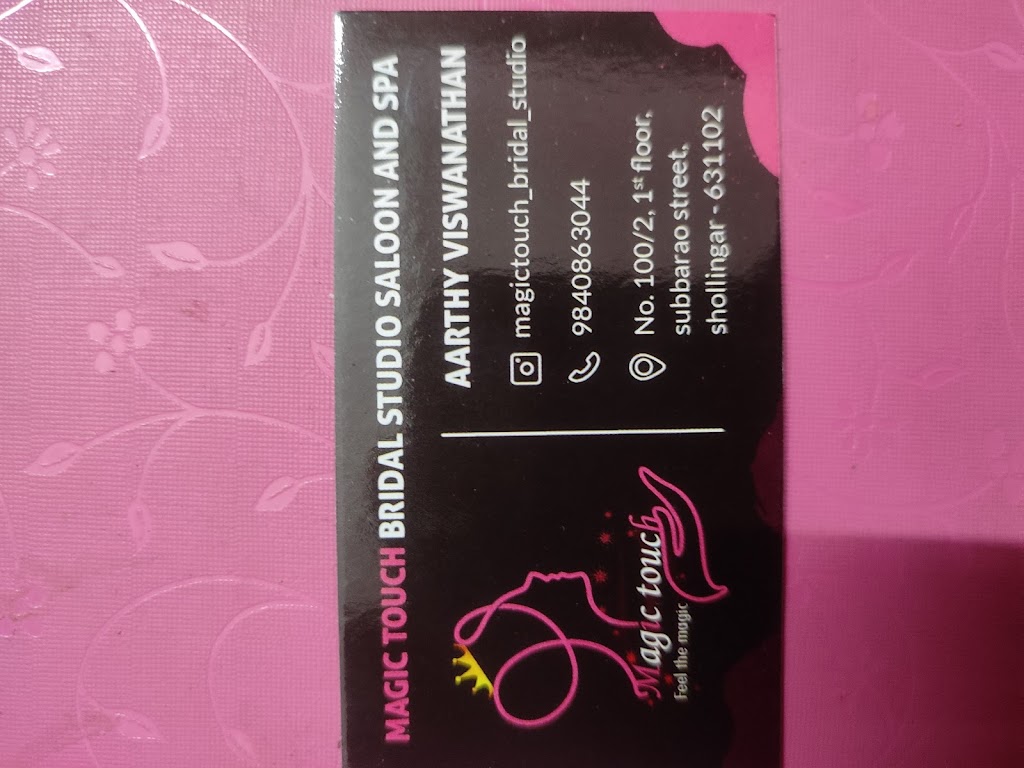 MAGIC TOUCH BRIDAL STUDIO SALOON AND SPA
AARTHY VISWANATHAN
magictouch_bridal_studio
9840863044
No. 100/2, 1st floor,
subbarao street,
shollingar - 631102
Magic touch
Feel the magic